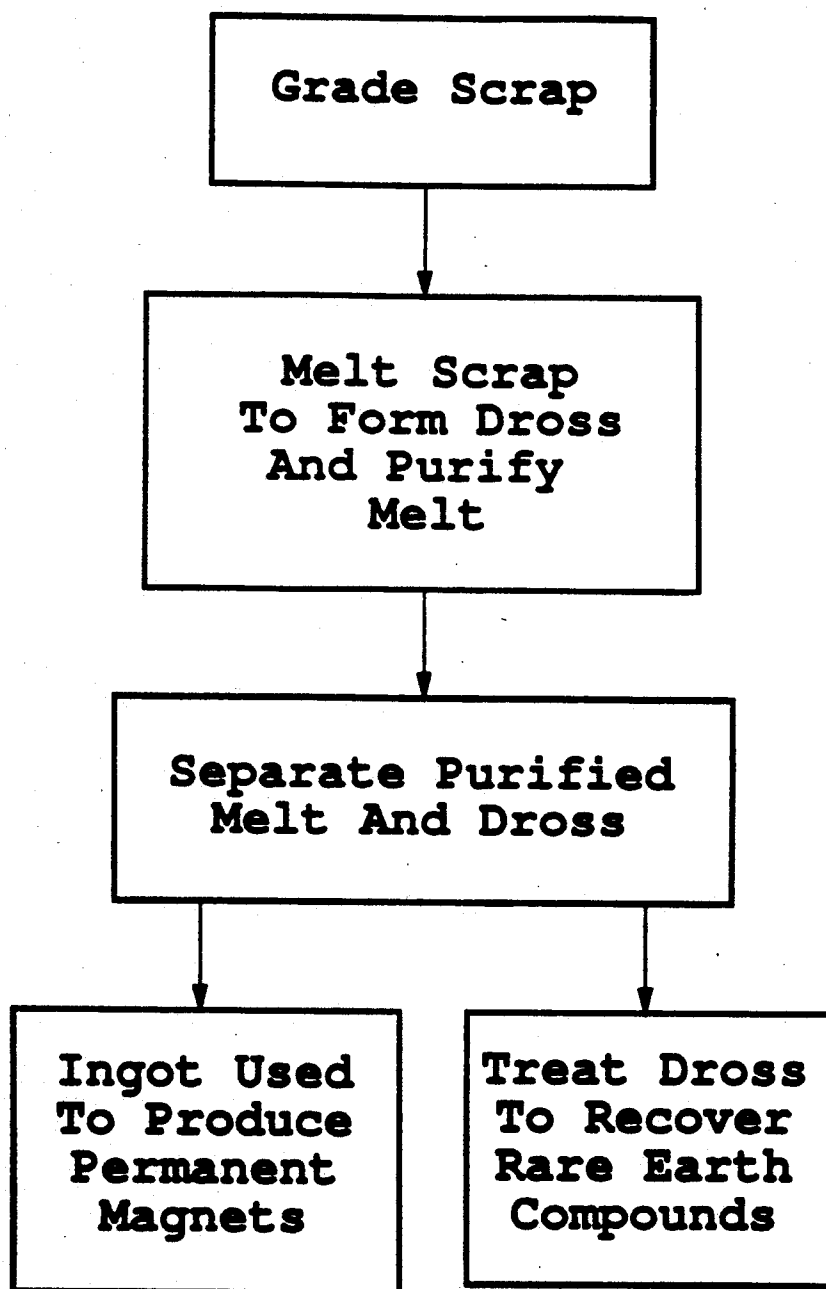 Grade Scrap
Melt Scrap
To Form Dross
And Purify
Melt
Separate Purified
Melt And Dross
Ingot Used
To Produce
Permanent
Magnets
Treat Dross
To Recover
Rare Earth
Compounds